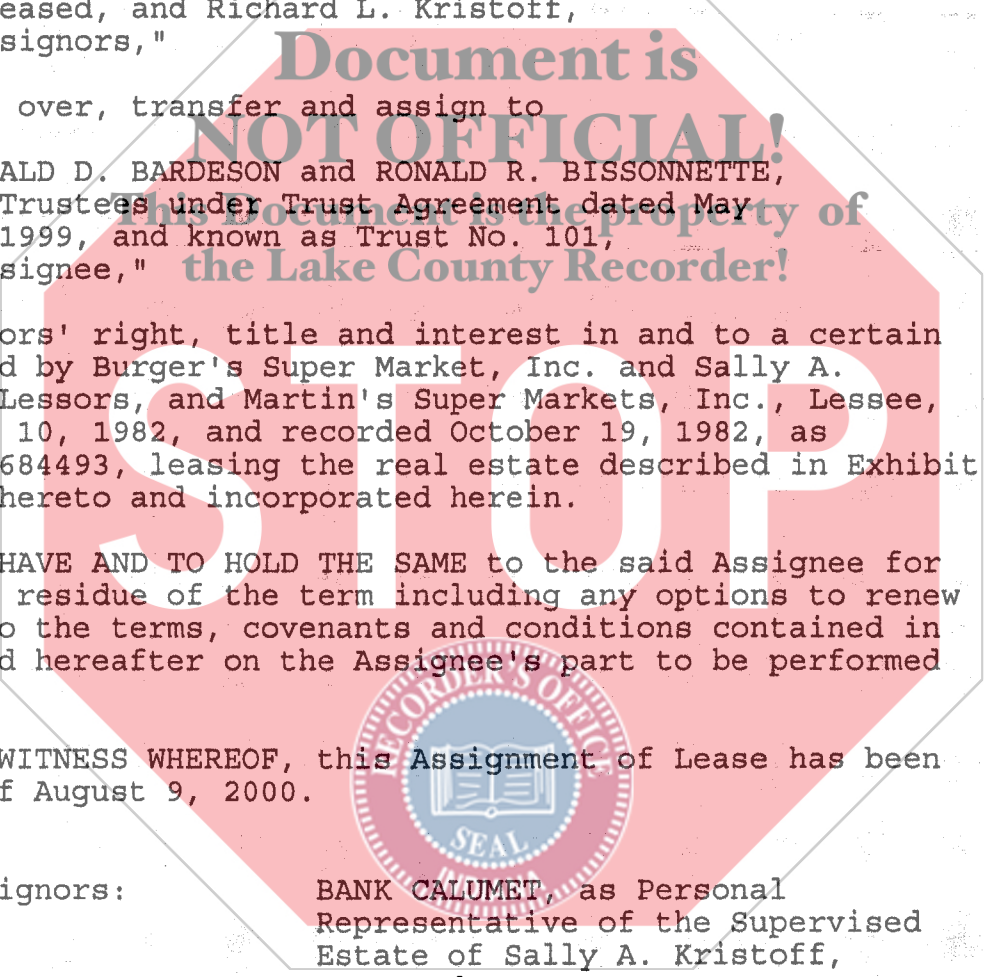 eased, and Richard L. Kristoff,
signors,"
Document is
over, transfer and assign to
NOT OFFICIAL!
ALD D. BARDESON and RONALD R. BISSONNETTE,
Trustees under Trust Agreement dated May
This Document is the property of
1999, and known as Trust No. 101,
signee,"
the Lake County Recorder!
ors' right, title and interest in and to a certain
d by Burger's Super Market, Inc. and Sally A.
Lessors, and Martin's Super Markets, Inc., Lessee,
10, 1982, and recorded October 19, 1982, as
684493, leasing the real estate described in Exhibit
hereto and incorporated herein.
STOP
HAVE AND TO HOLD THE SAME to the said Assignee for
residue of the term including any options to renew
o the terms, covenants and conditions contained in
d hereafter on the Assignee's part to be performed
RECORDER'S OFFICE
WITNESS WHEREOF, this Assignment of Lease has been
f August 9, 2000.
SEAL
INDIANA
ignors: BANK CALUMET, as Personal
Representative of the Supervised
Estate of Sally A. Kristoff,